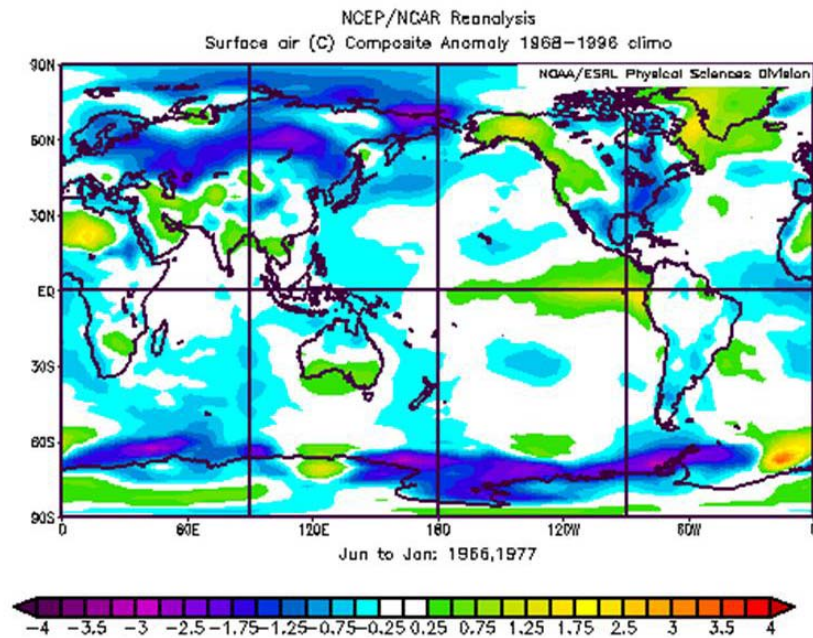 NCEP/NCAR Reanalysis
Surface air (C) Composite Anomaly 1968-1996 climo
NOAA/ESRL Physical Sciences Division
90N
60N
30N
EQ
30S
60S
90S
0 60E 120E 180 120W 60W 0
Jun to Jan: 1966,1977
-4 -3.5 -3 -2.5 -1.75 -1.25 -0.75 -0.25 0.25 0.75 1.25 1.75 2.5 3 3.5 4